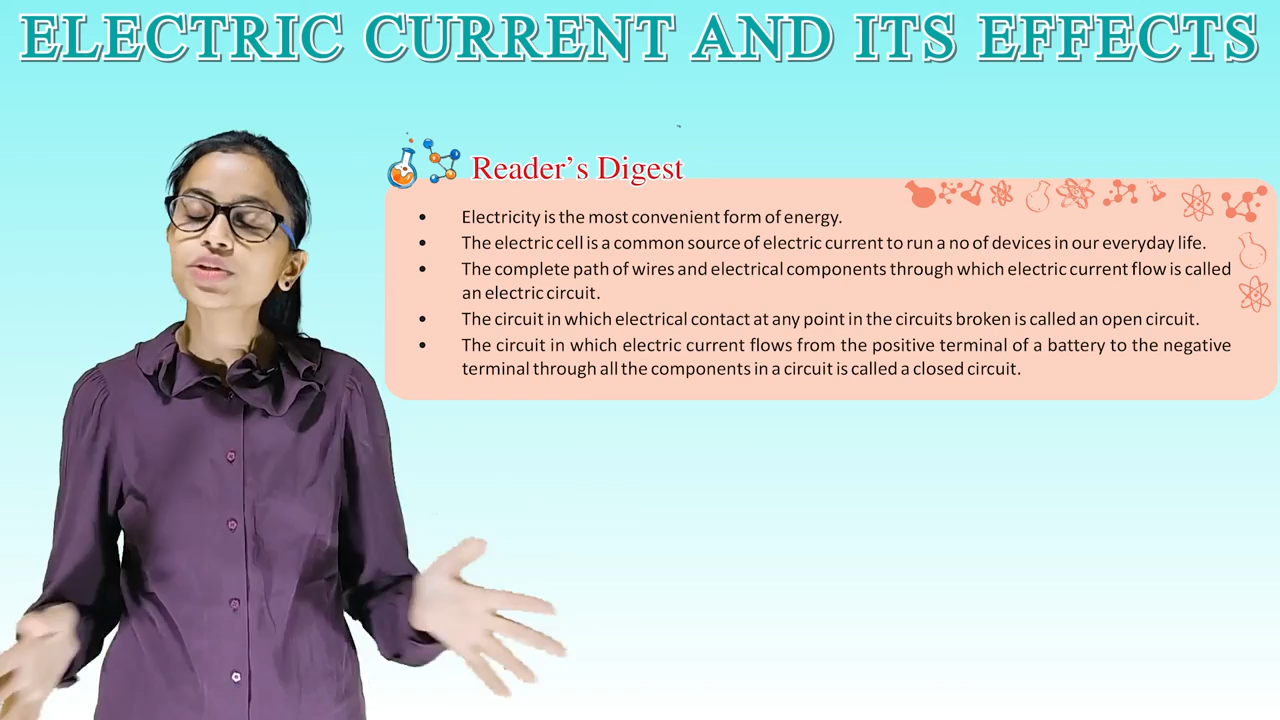 ELECTRIC CURRENT AND ITS EFFECTS
Reader's Digest
• Electricity is the most convenient form of energy.
• The electric cell is a common source of electric current to run a no of devices in our everyday life.
• The complete path of wires and electrical components through which electric current flow is called
an electric circuit.
• The circuit in which electrical contact at any point in the circuits broken is called an open circuit.
• The circuit in which electric current flows from the positive terminal of a battery to the negative
terminal through all the components in a circuit is called a closed circuit.